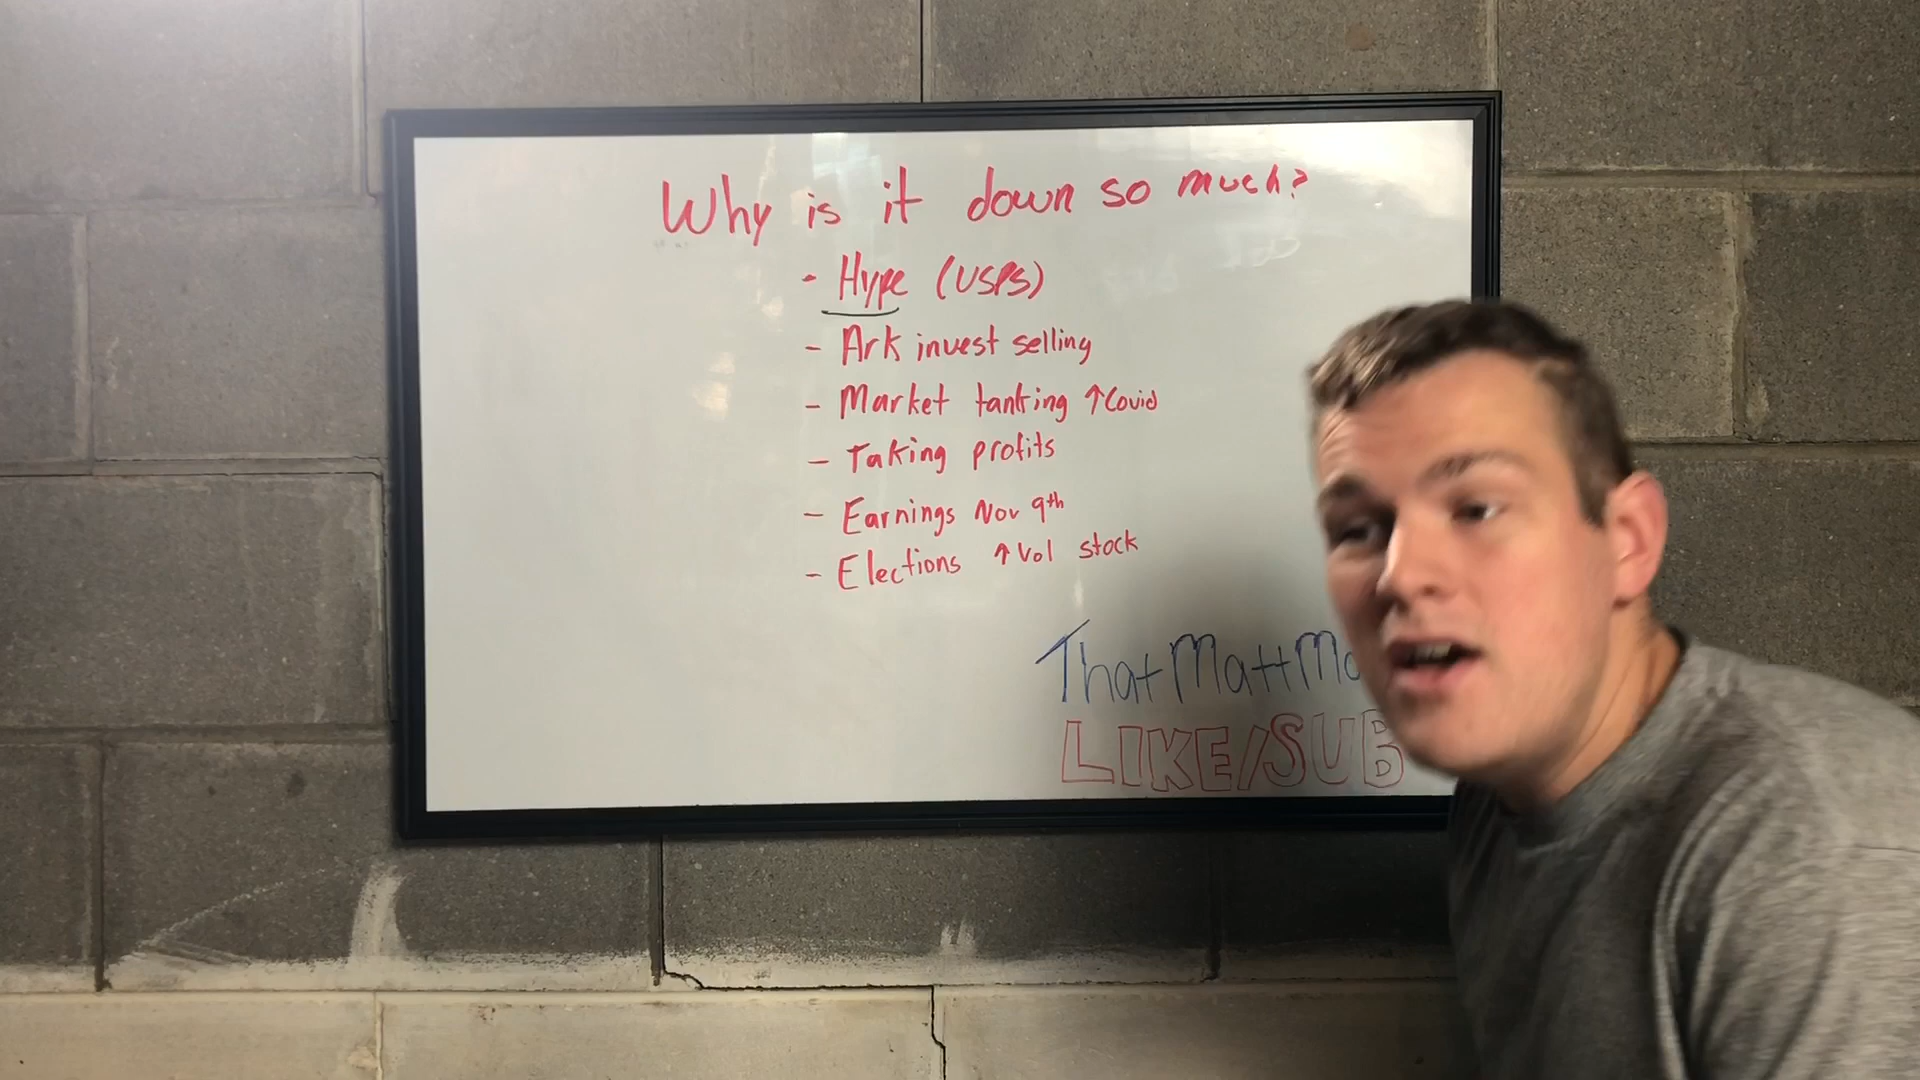 Why is it down so much?
- Hype (USPS)
- Ark invest selling
- Market tanking ↑Covid
- Taking profits
- Earnings Nov 9th
- Elections ↑ Vol stock
ThatMattMa
LIKE/SUB